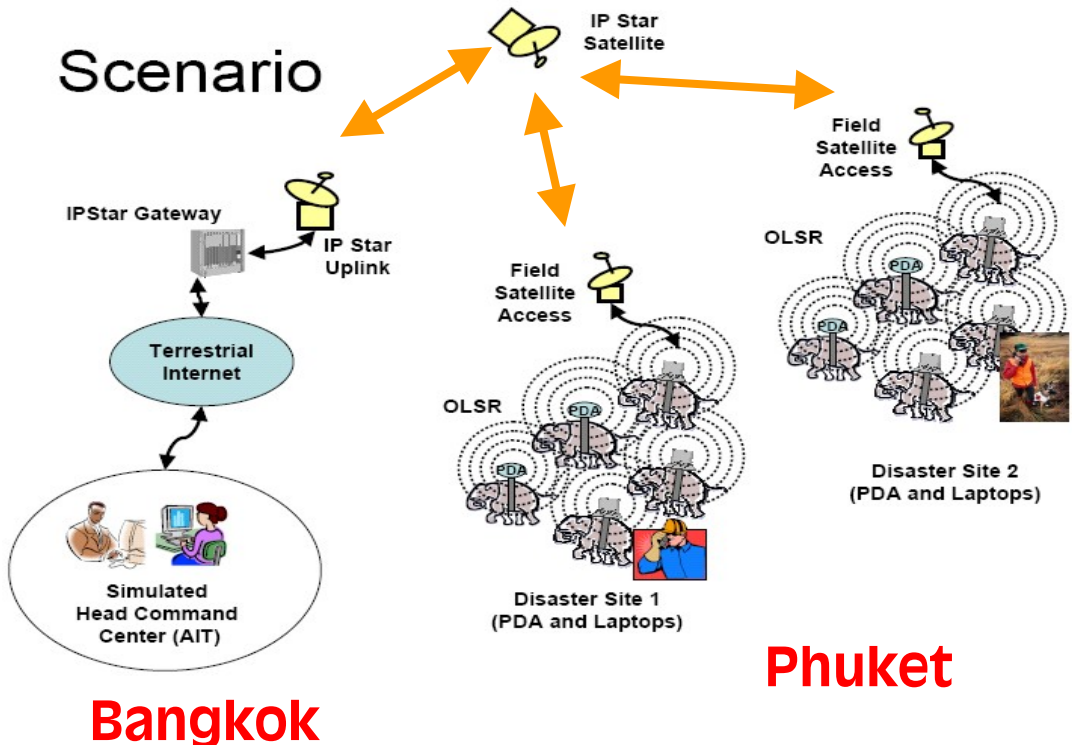 Scenario
IP Star
Satellite
IPStar Gateway
IP Star
Uplink
Terrestrial
Internet
Simulated
Head Command
Center (AIT)
Bangkok
Field
Satellite
Access
OLSR
PDA
PDA
Disaster Site 1
(PDA and Laptops)
Field
Satellite
Access
OLSR
PDA
PDA
Disaster Site 2
(PDA and Laptops)
Phuket